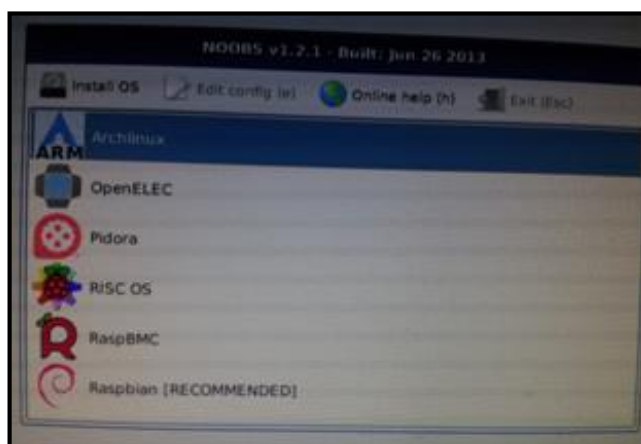 NOOBS v1.2.1 - Built: Jun 26 2013
Install OS Edit config (e) Online help (h) Exit (Esc)
ARM Archlinux
OpenELEC
Pidora
RISC OS
RaspBMC
Raspbian [RECOMMENDED]